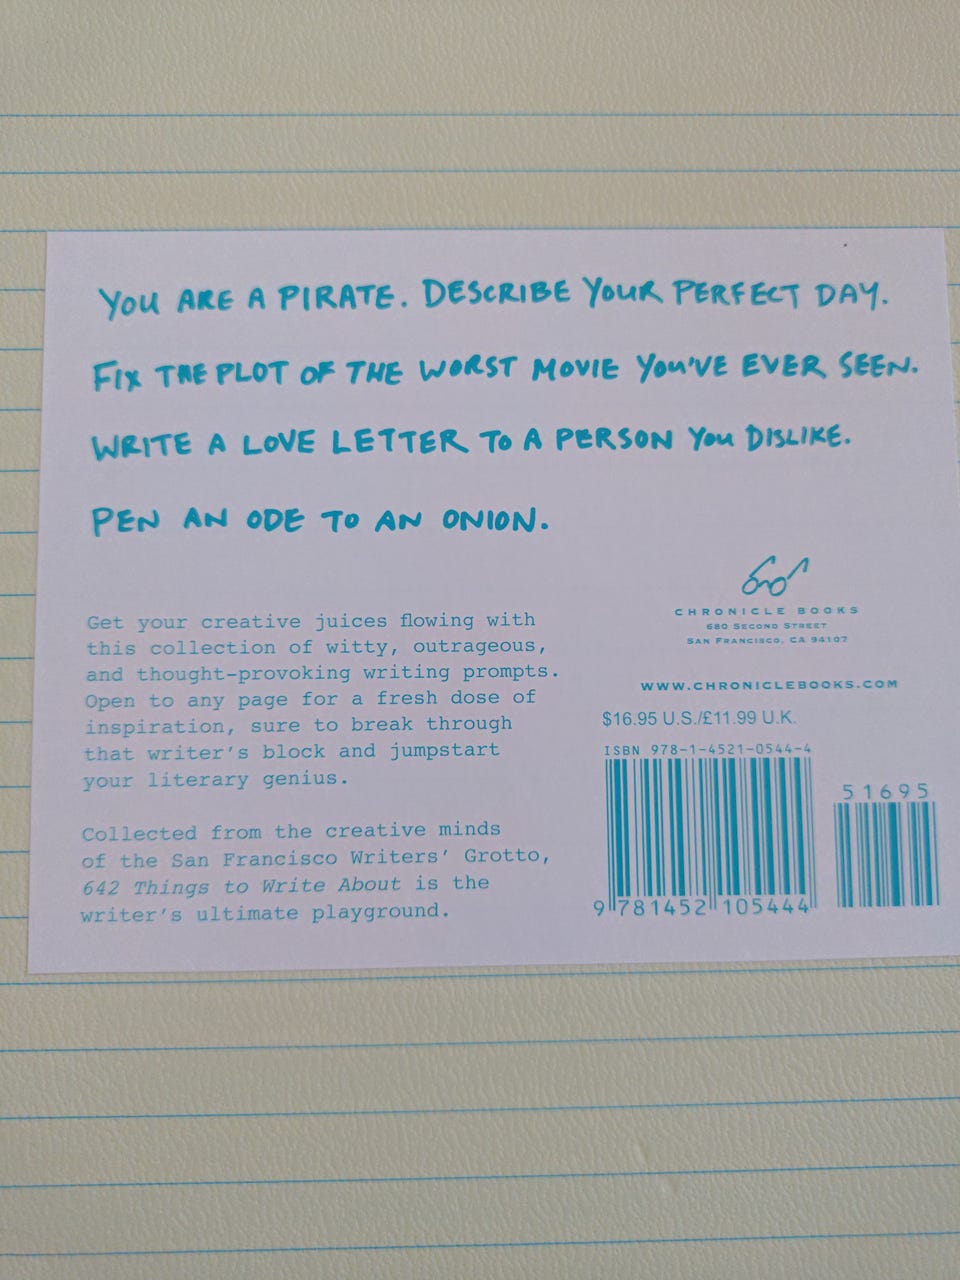 YOU ARE A PIRATE. DESCRIBE YOUR PERFECT DAY.
FIX THE PLOT OF THE WORST MOVIE YOU'VE EVER SEEN.
WRITE A LOVE LETTER TO A PERSON YOU DISLIKE.
PEN AN ODE TO AN ONION.
Get your creative juices flowing with
this collection of witty, outrageous,
and thought-provoking writing prompts.
Open to any page for a fresh dose of
inspiration, sure to break through
that writer's block and jumpstart
your literary genius.
Collected from the creative minds
of the San Francisco Writers' Grotto,
642 Things to Write About is the
writer's ultimate playground.
CHRONICLE BOOKS
680 SECOND STREET
SAN FRANCISCO, CA 94107
WWW.CHRONICLEBOOKS.COM
$16.95 U.S./£11.99 U.K.
ISBN 978-1-4521-0544-4
51695
9 781452 105444